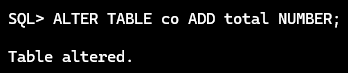 SQL> ALTER TABLE co ADD total NUMBER;
Table altered.